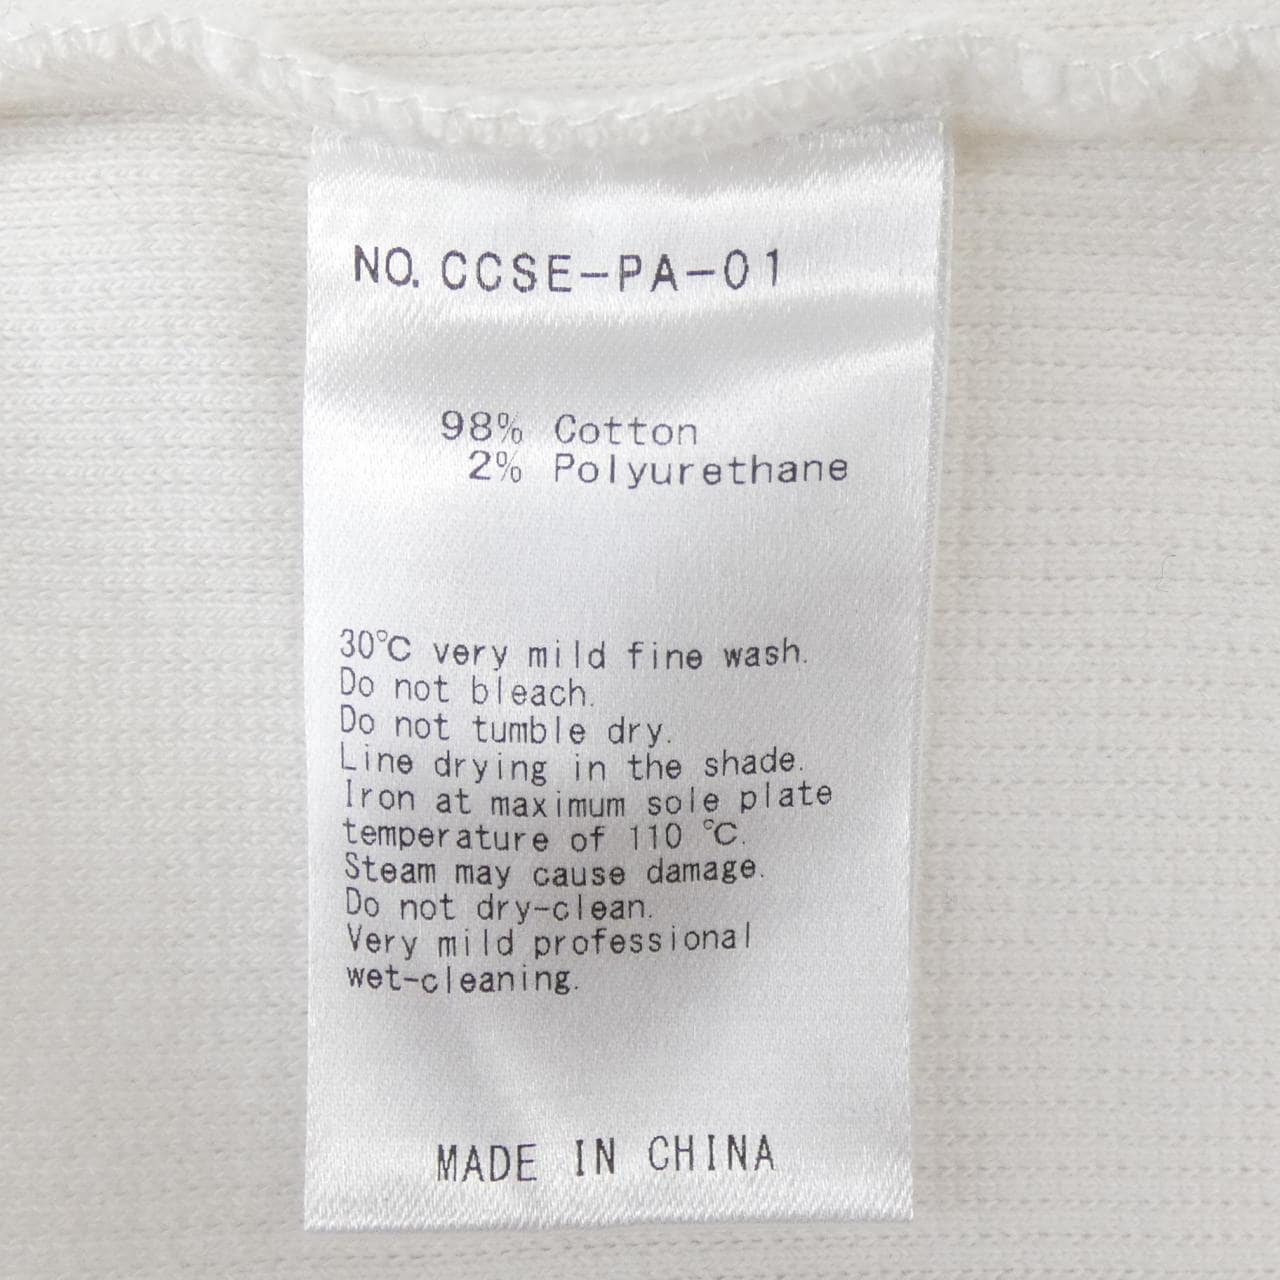 NO. CCSE-PA-01
98% Cotton
2% Polyurethane
30℃ very mild fine wash.
Do not bleach.
Do not tumble dry.
Line drying in the shade.
Iron at maximum sole plate
temperature of 110 ℃.
Steam may cause damage.
Do not dry-clean.
Very mild professional
wet-cleaning.
MADE IN CHINA